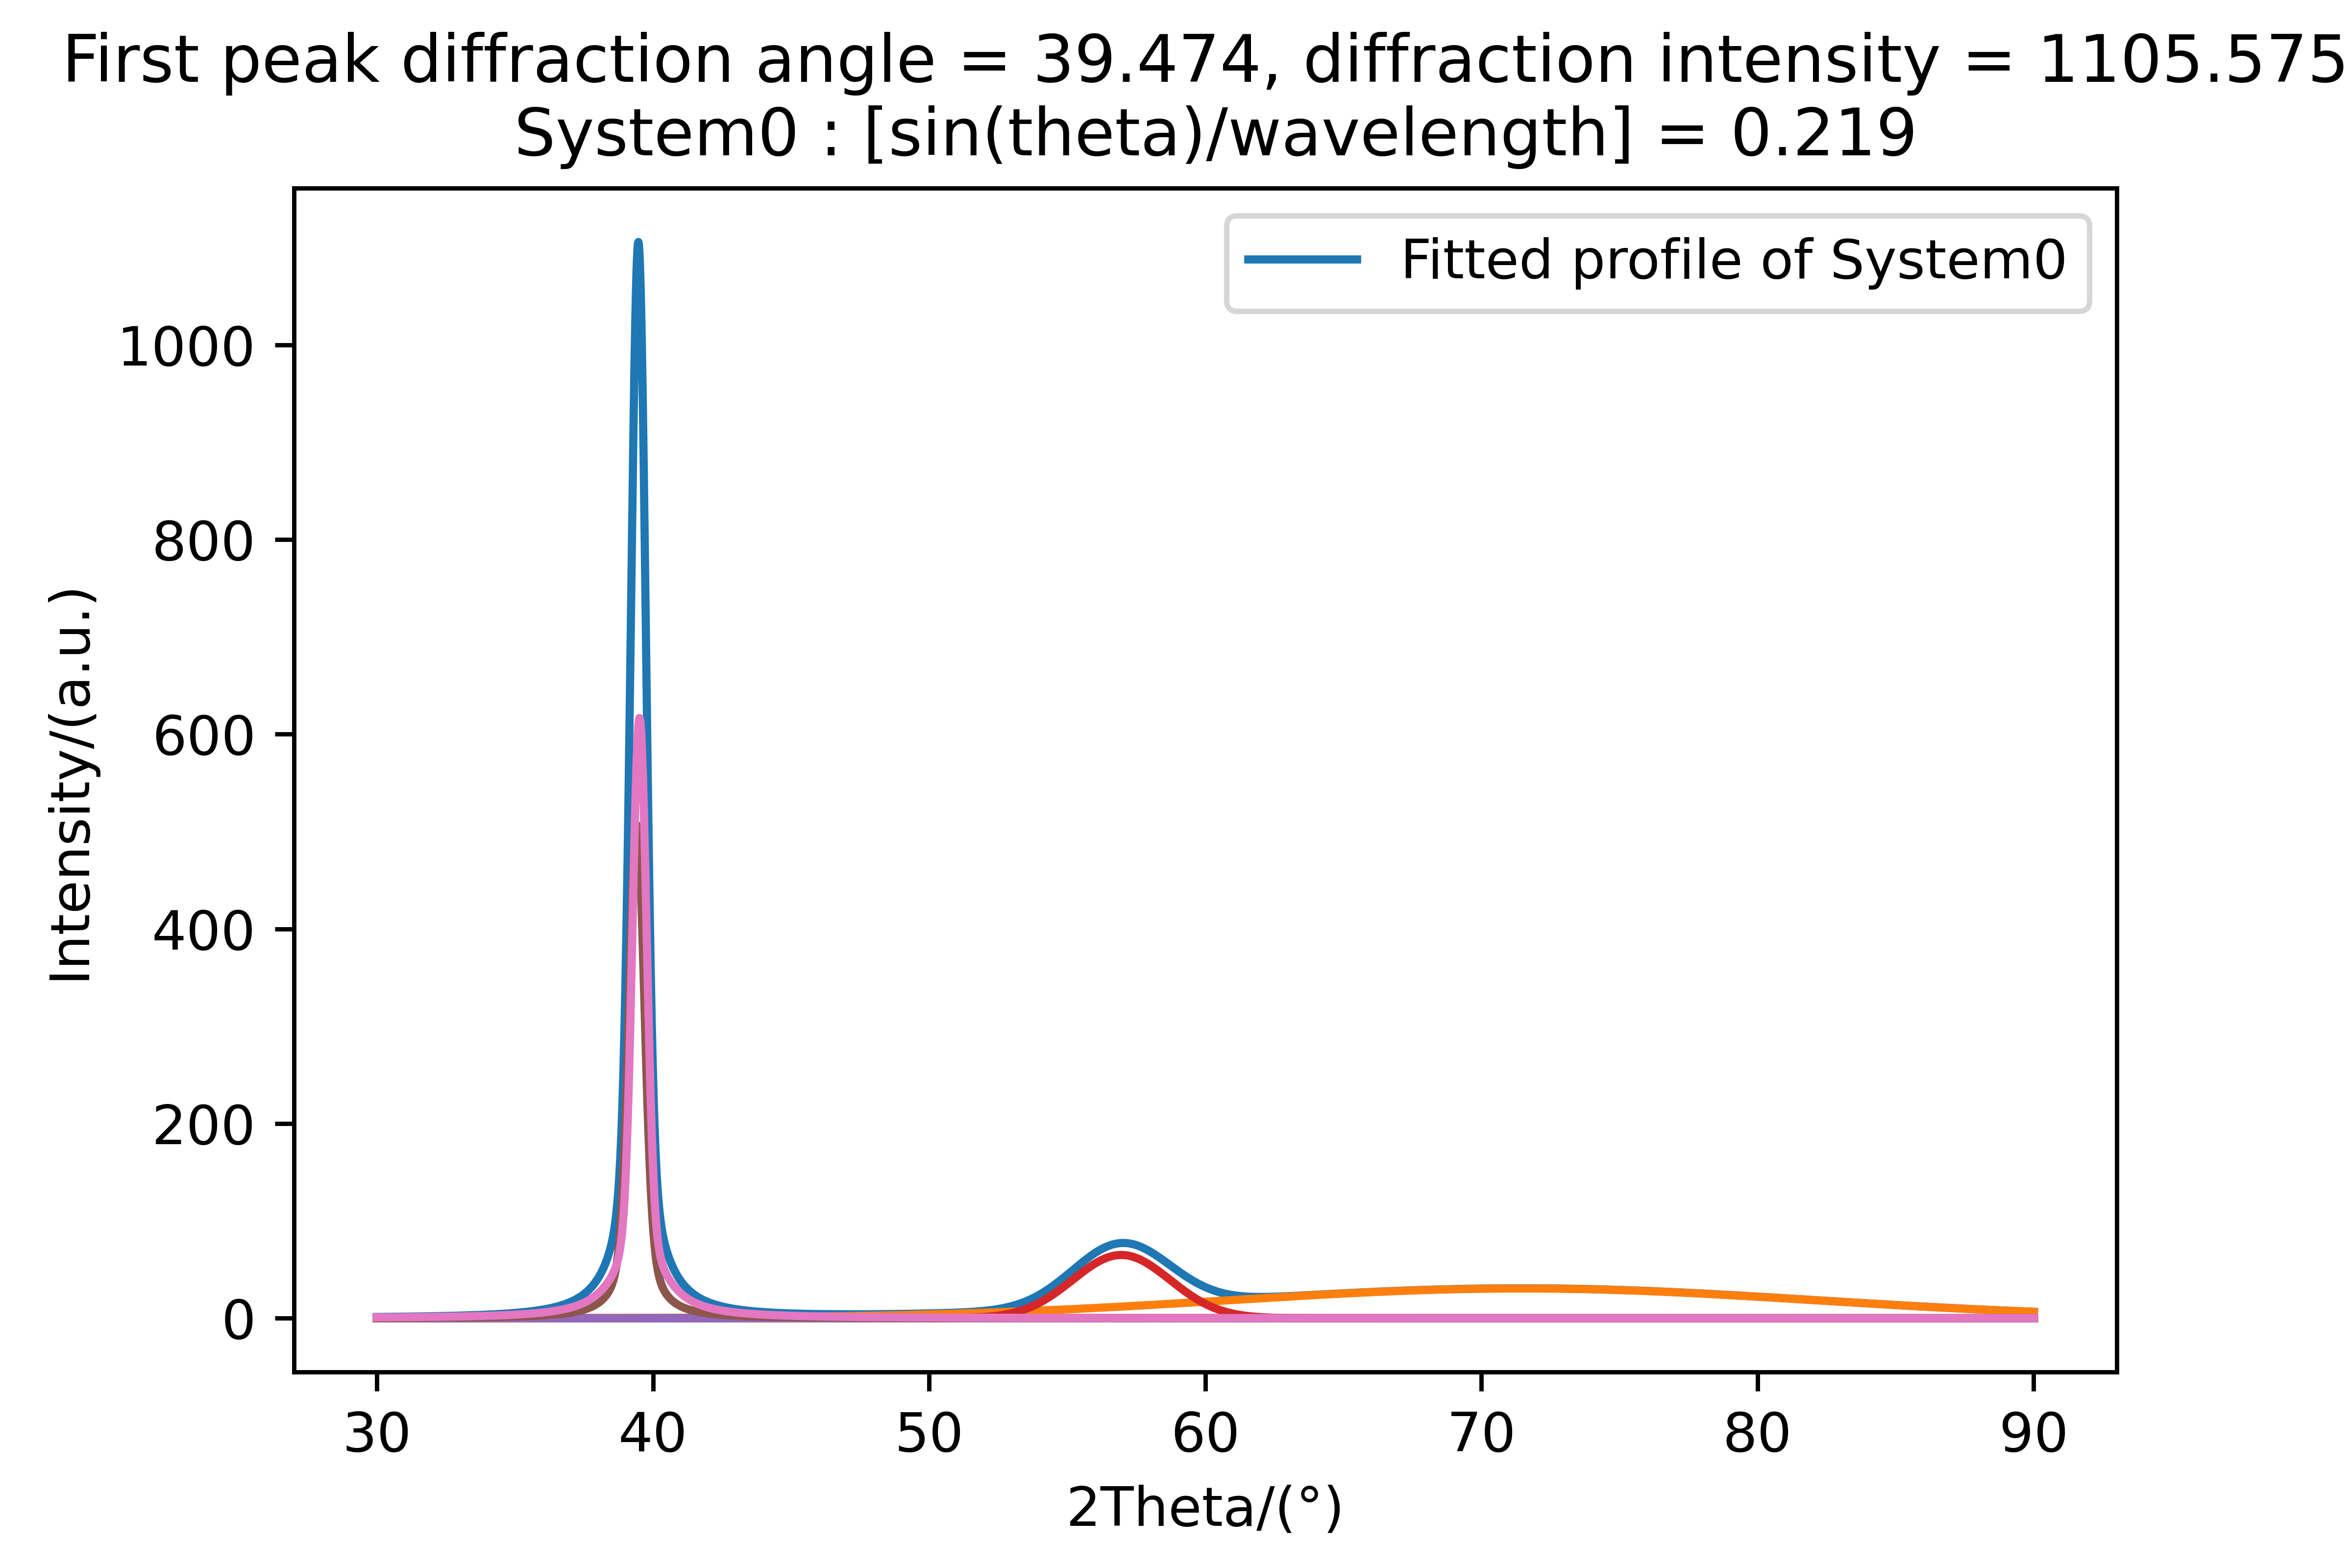 First peak diffraction angle = 39.474, diffraction intensity = 1105.575
System0 : [sin(theta)/wavelength] = 0.219
Fitted profile of System0
1000
800
600
400
200
0
Intensity/(a.u.)
30 40 50 60 70 80 90
2Theta/(°)